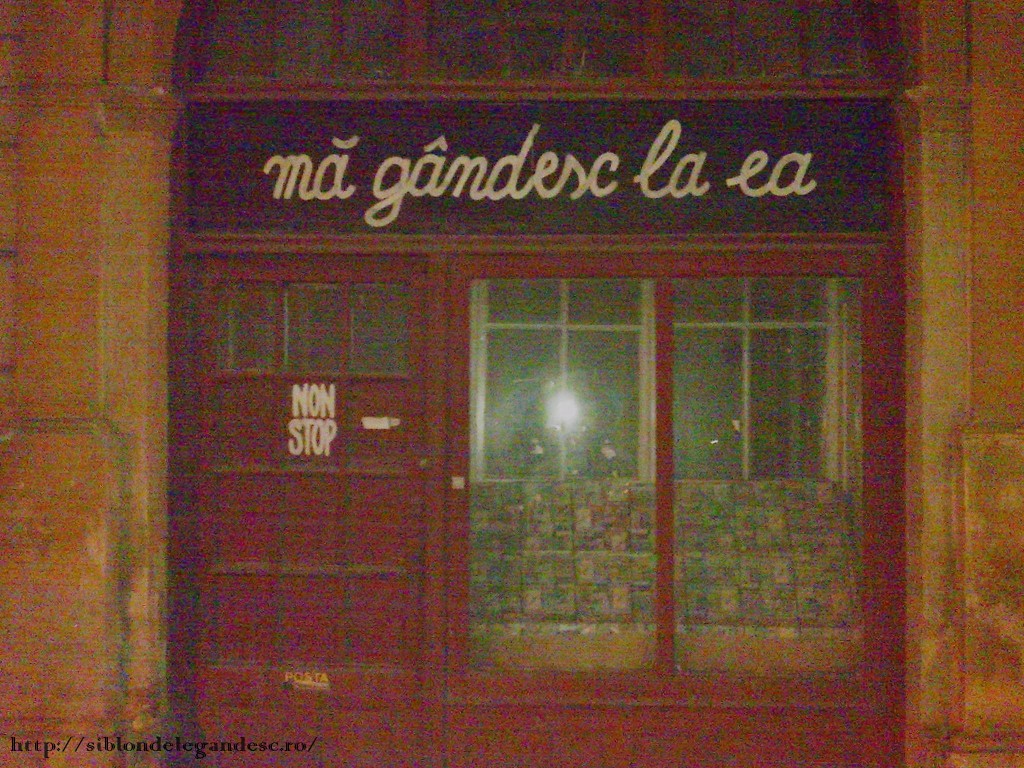 mă gândesc la ea
NON
STOP
POSTA
http://siblondelegandesc.ro/